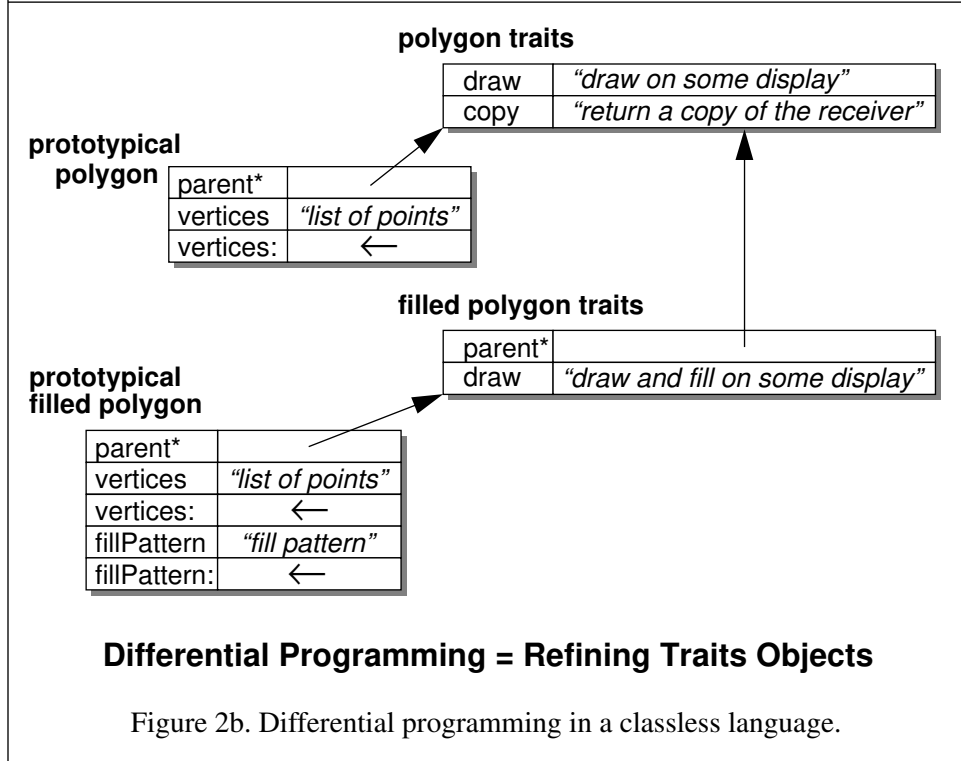 polygon traits
draw “draw on some display”
copy “return a copy of the receiver”
prototypical
polygon
parent*
vertices “list of points”
vertices: ←
filled polygon traits
parent*
draw “draw and fill on some display”
prototypical
filled polygon
parent*
vertices “list of points”
vertices: ←
fillPattern “fill pattern”
fillPattern: ←
Differential Programming = Refining Traits Objects
Figure 2b. Differential programming in a classless language.